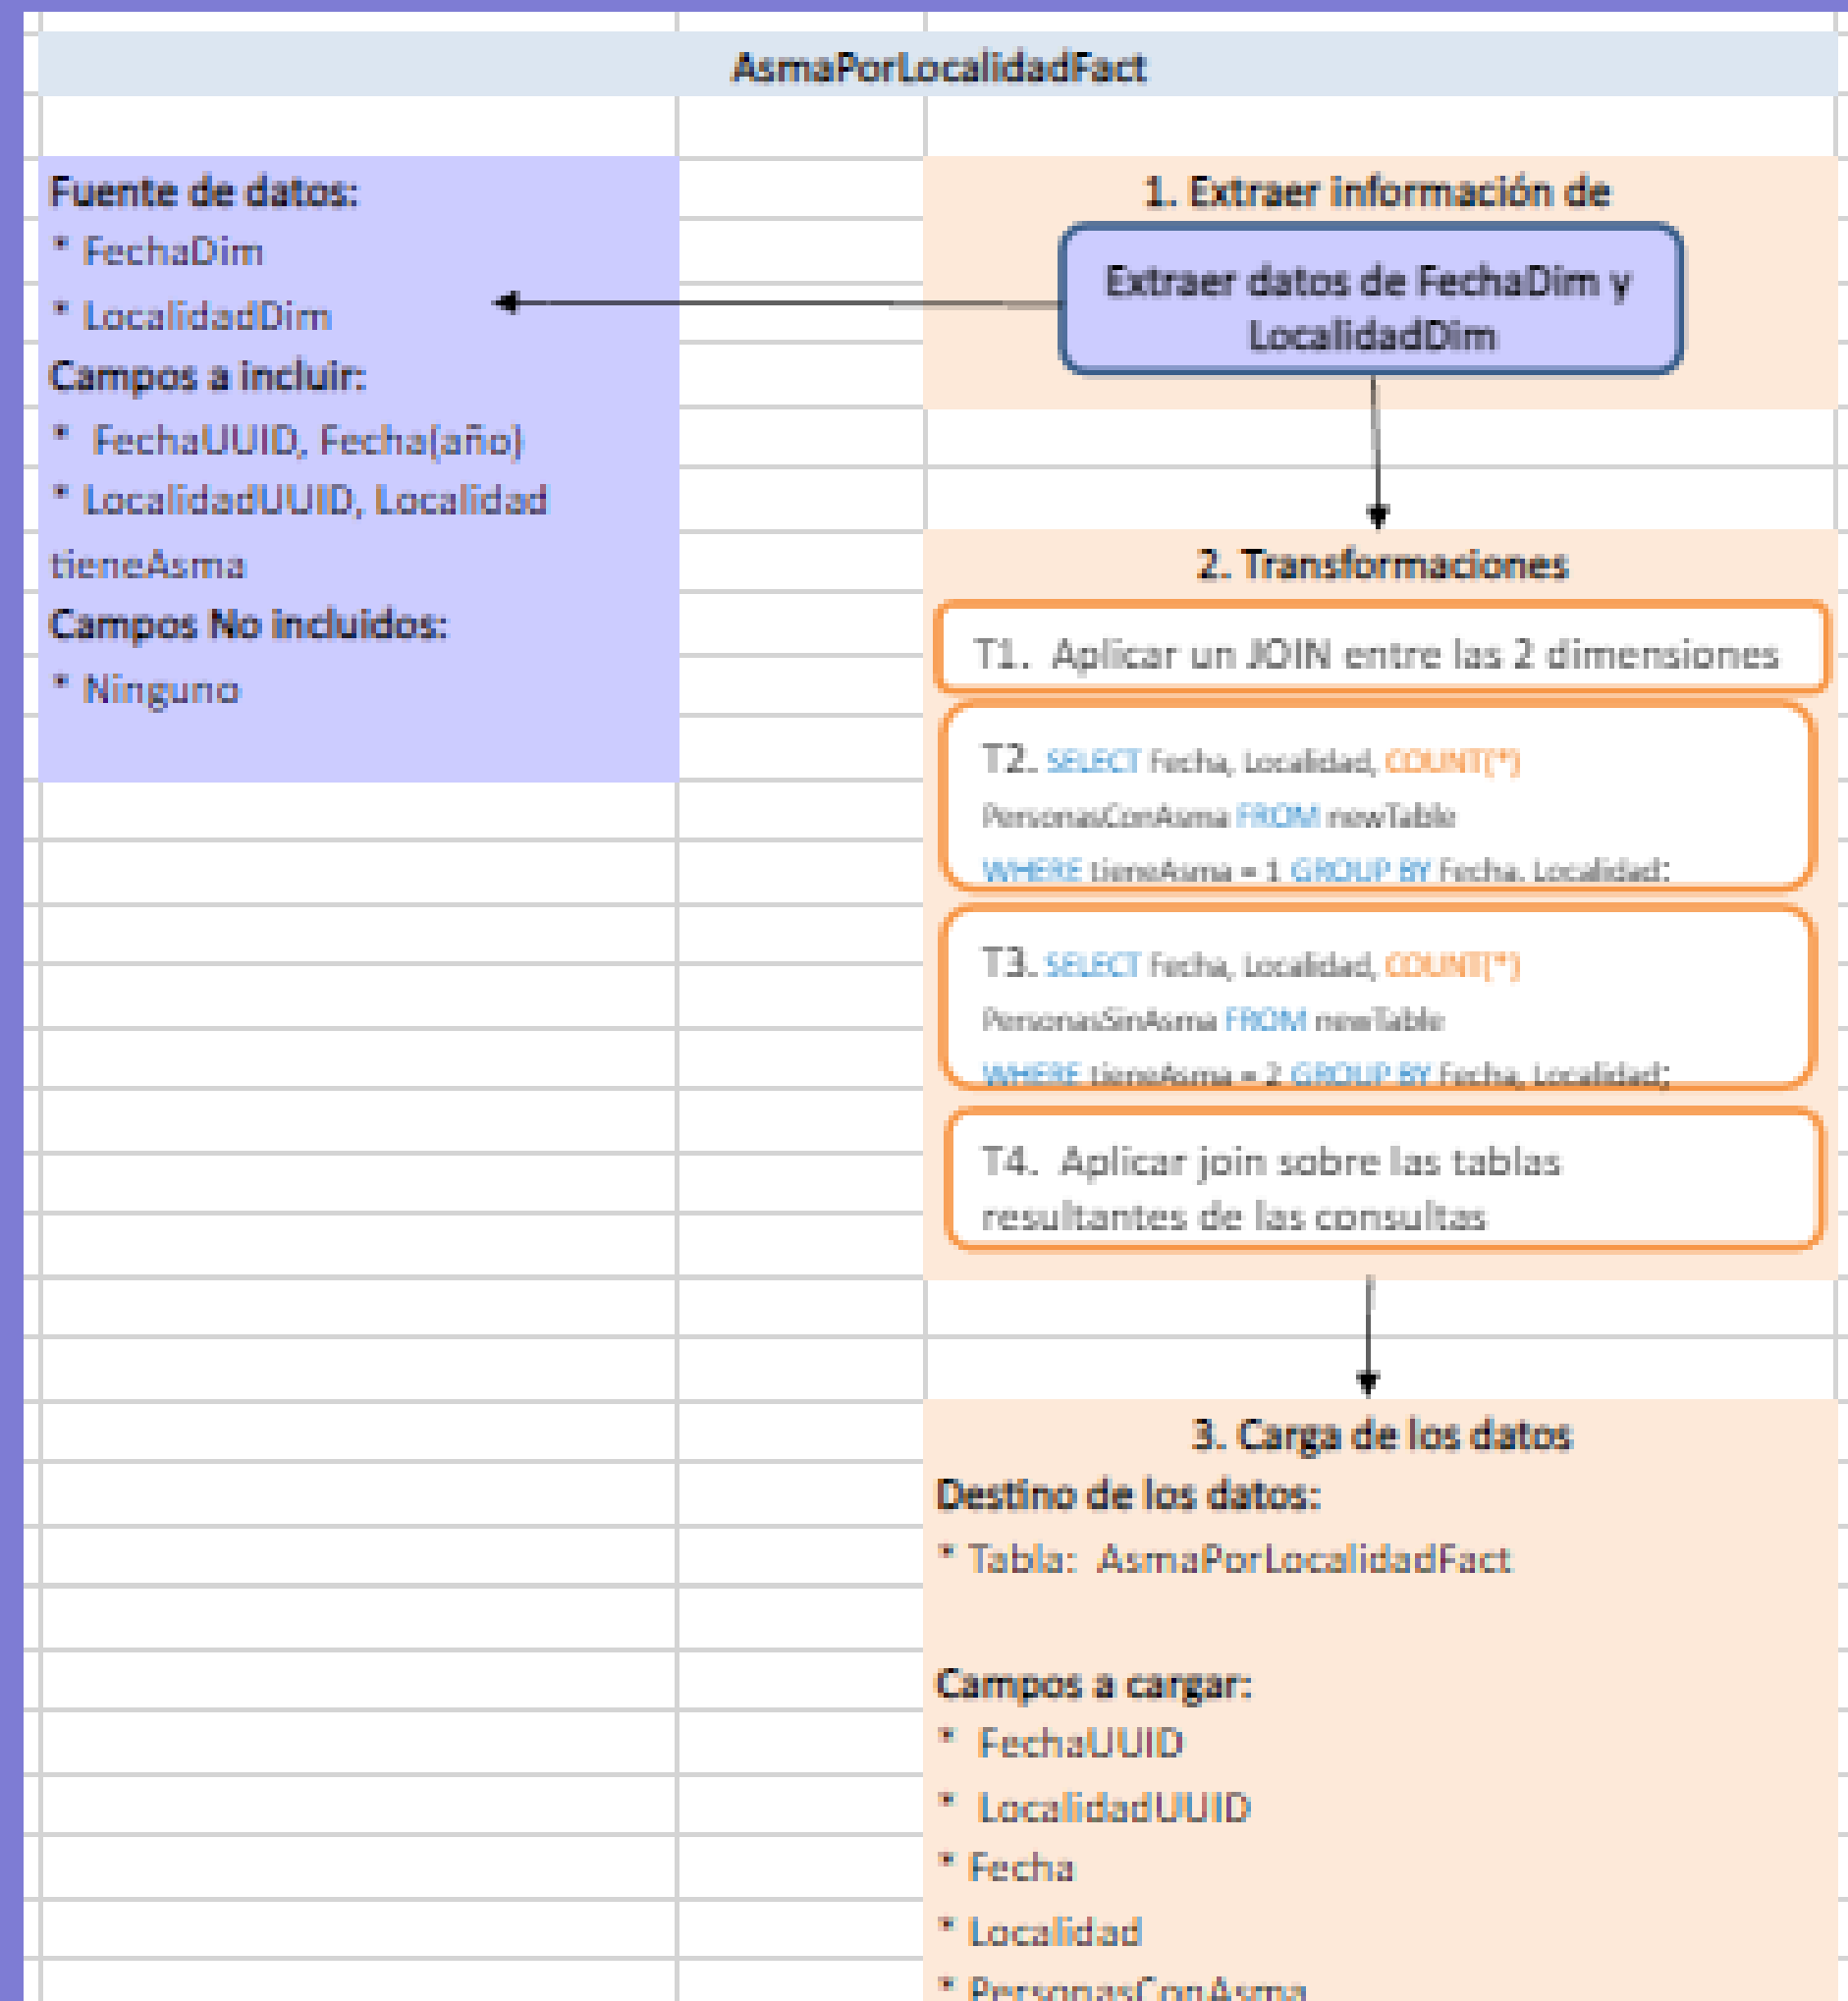 AsmaPorLocalidadFact
Fuente de datos:
* FechaDim
* LocalidadDim
Campos a incluir:
* FechaUUID, Fecha(año)
* LocalidadUUID, Localidad
tieneAsma
Campos No incluidos:
* Ninguno
1. Extraer información de
Extraer datos de FechaDim y
LocalidadDim
2. Transformaciones
T1. Aplicar un JOIN entre las 2 dimensiones
T2. SELECT Fecha, Localidad, COUNT(*)
PersonasConAsma FROM newTable
WHERE tieneAsma = 1 GROUP BY Fecha, Localidad;
T3. SELECT Fecha, Localidad, COUNT(*)
PersonasSinAsma FROM newTable
WHERE tieneAsma = 2 GROUP BY Fecha, Localidad;
T4. Aplicar join sobre las tablas
resultantes de las consultas
3. Carga de los datos
Destino de los datos:
* Tabla: AsmaPorLocalidadFact
Campos a cargar:
* FechaUUID
* LocalidadUUID
* Fecha
* Localidad
* PersonasConAsma